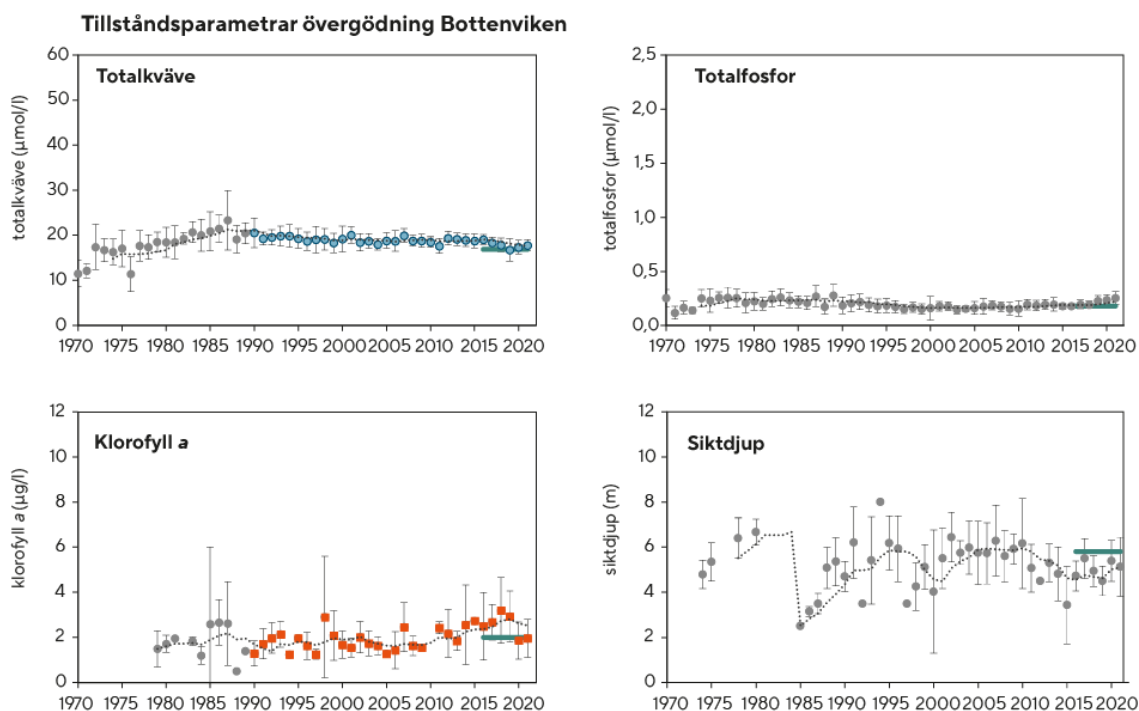 Tillståndsparametrar övergödning Bottenviken
Totalkväve
totalkväve (µmol/l)
60
50
40
30
20
10
0
1970 1975 1980 1985 1990 1995 2000 2005 2010 2015 2020
Totalfosfor
totalfosfor (µmol/l)
2,5
2,0
1,5
1,0
0,5
0,0
1970 1975 1980 1985 1990 1995 2000 2005 2010 2015 2020
Klorofyll a
klorofyll a (µg/l)
12
10
8
6
4
2
0
1970 1975 1980 1985 1990 1995 2000 2005 2010 2015 2020
Siktdjup
siktdjup (m)
12
10
8
6
4
2
0
1970 1975 1980 1985 1990 1995 2000 2005 2010 2015 2020